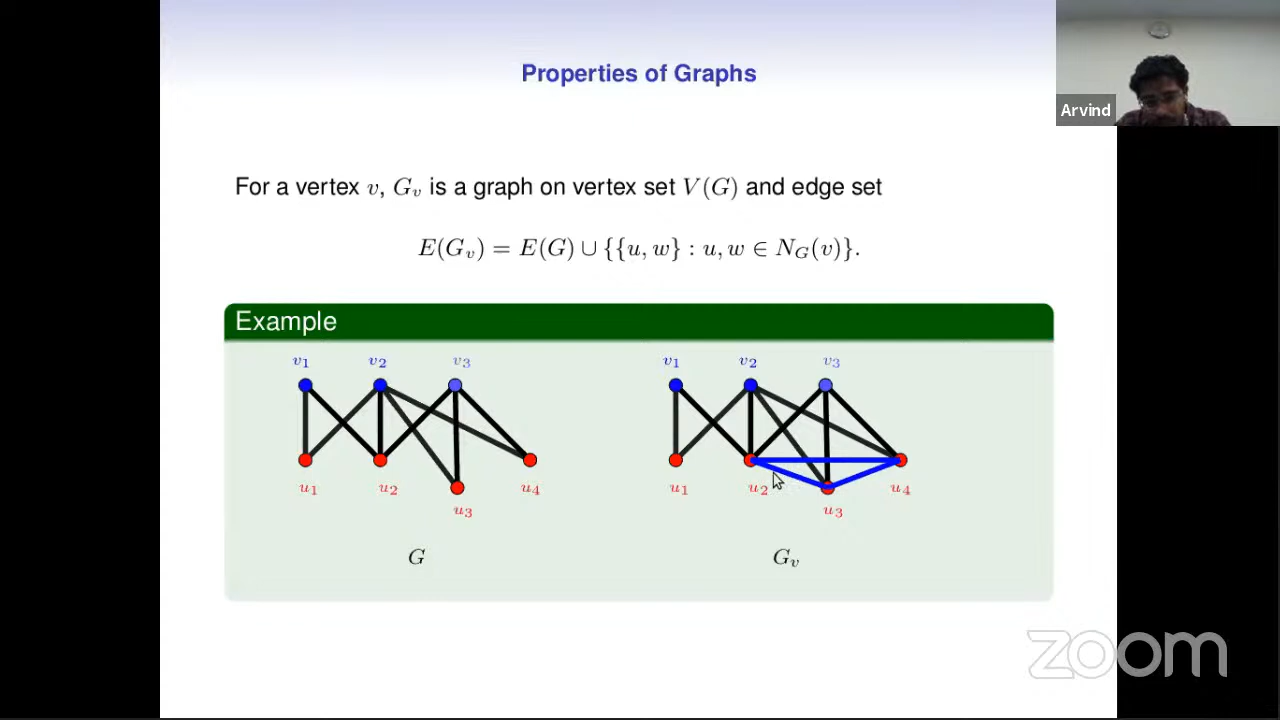 Properties of Graphs
Arvind
For a vertex v, G_v is a graph on vertex set V(G) and edge set
E(G_v) = E(G) ∪ {{u, w} : u, w ∈ N_G(v)}.
Example
v1 v2 v3 v1 v2 v3
u1 u2 u3 u4 u1 u2 u3 u4
G G_v
zoom